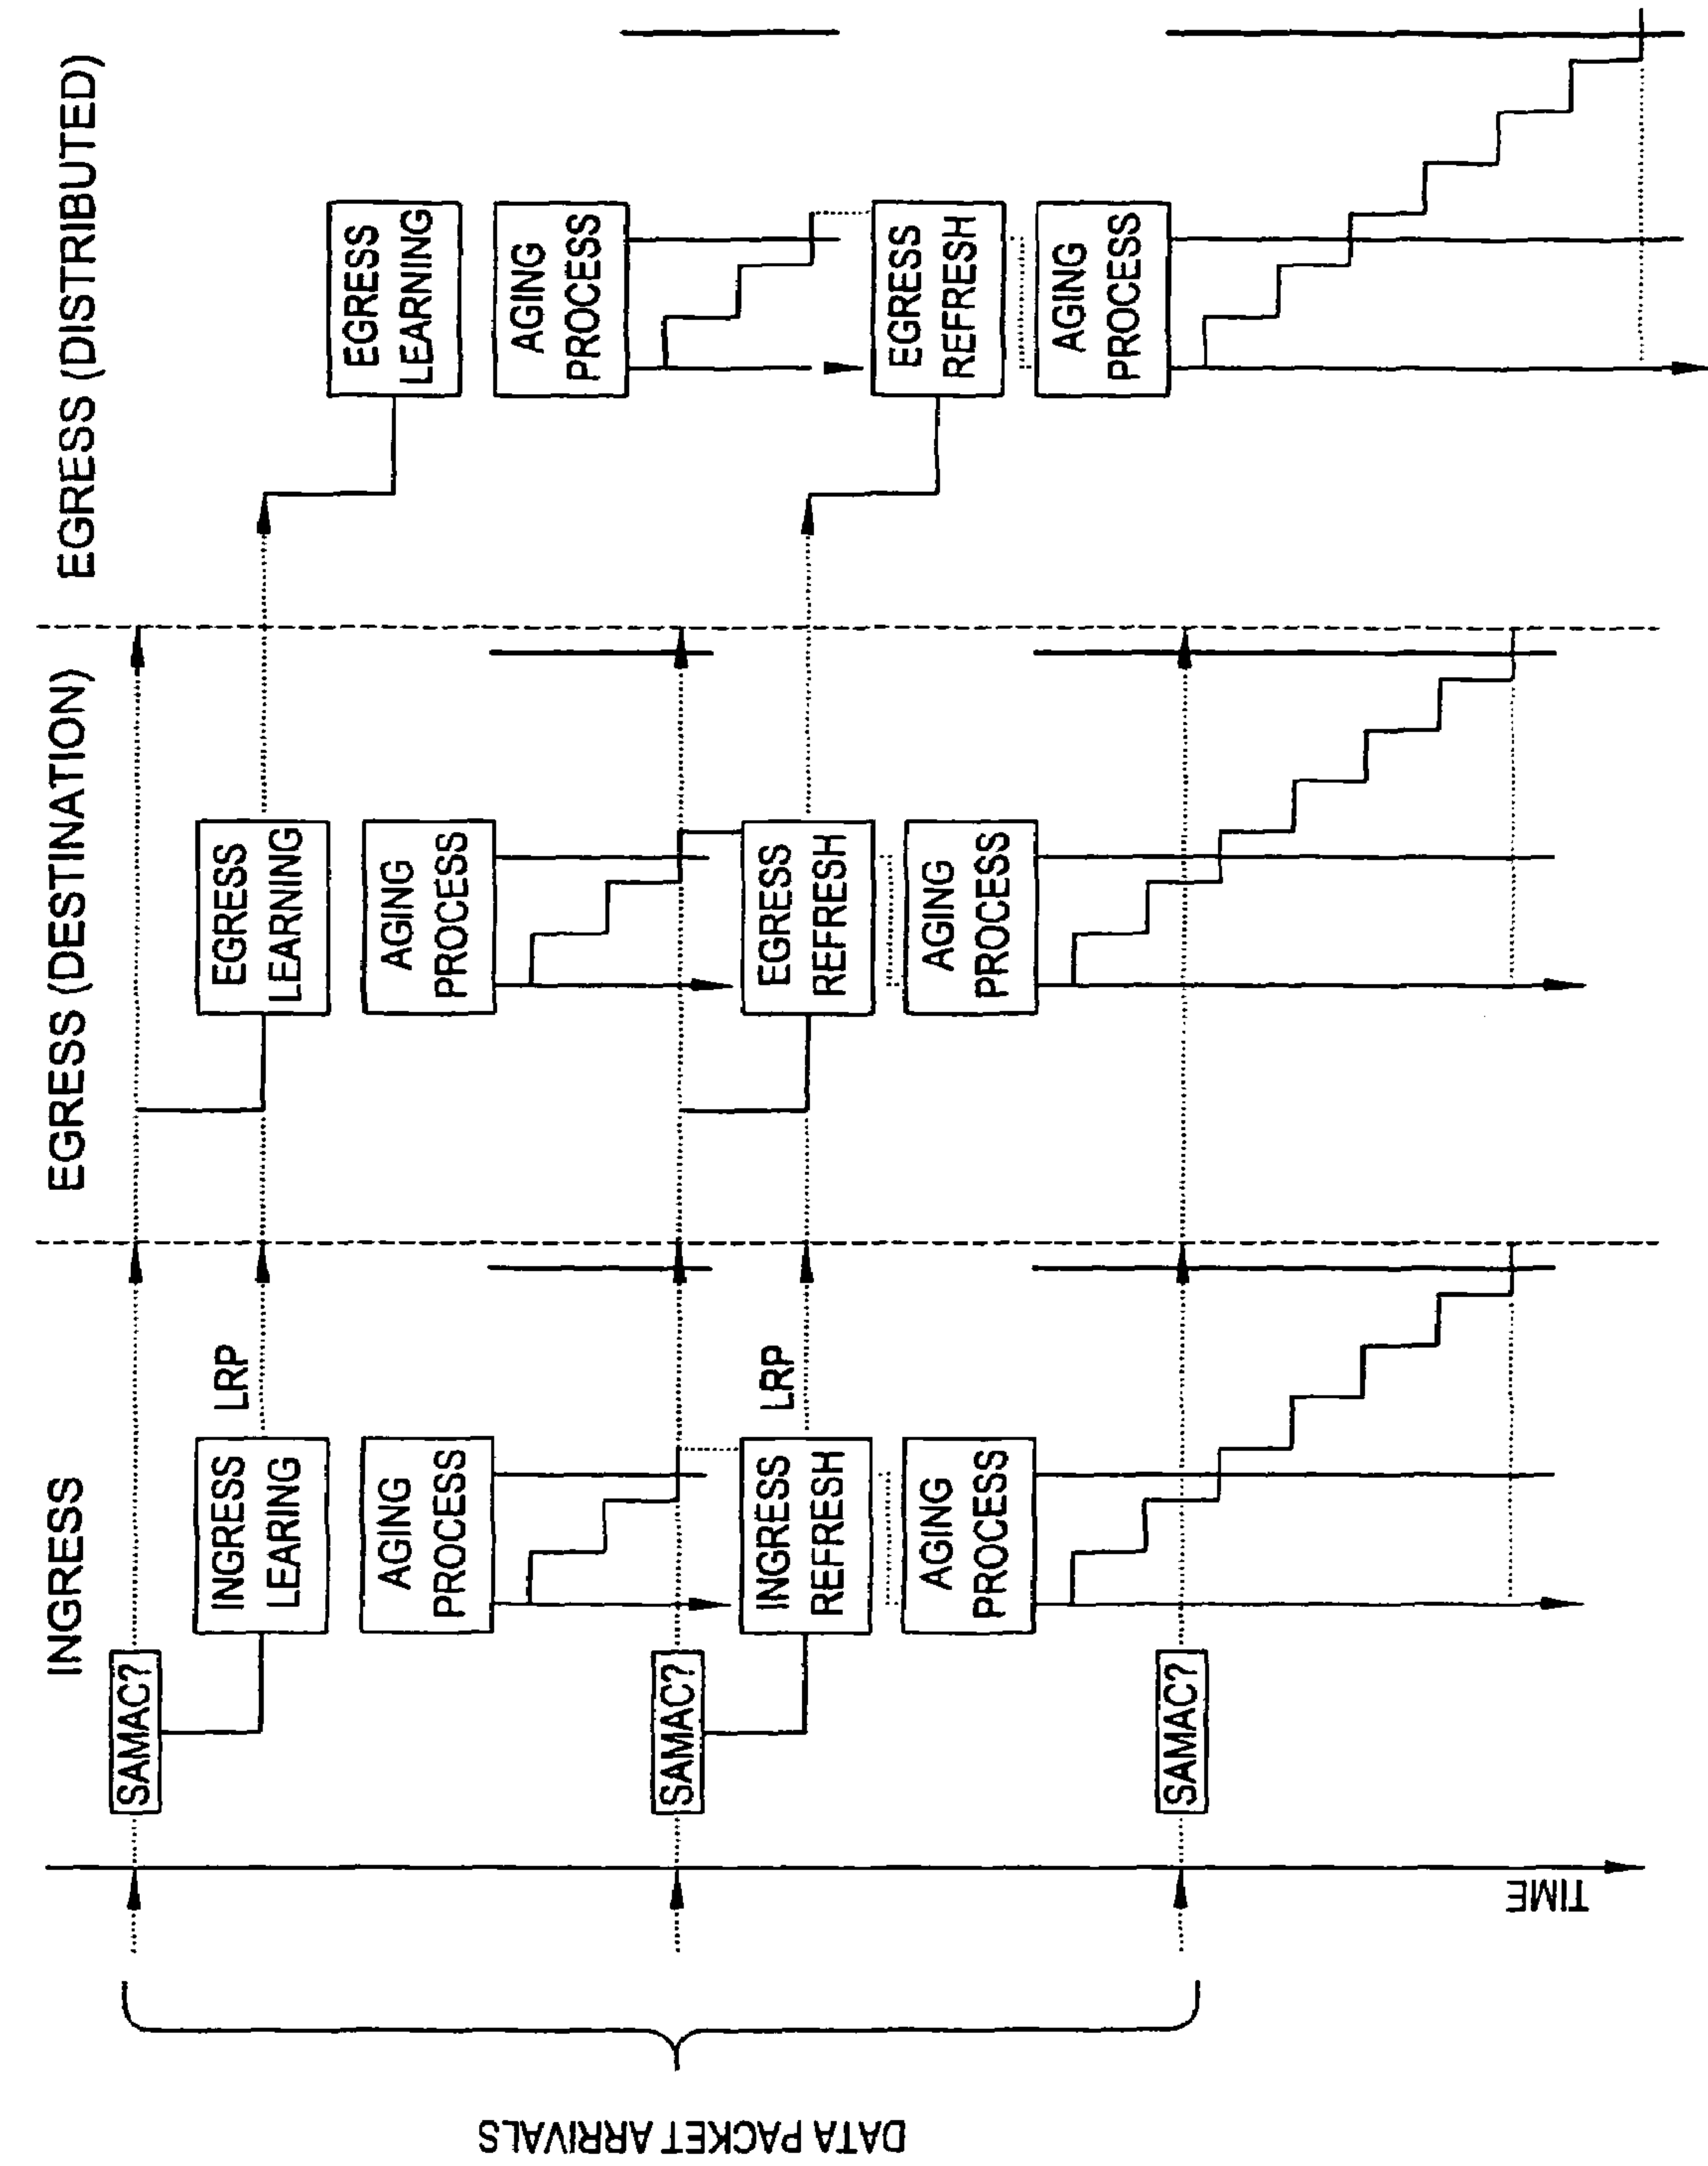 INGRESS
EGRESS (DESTINATION)
EGRESS (DISTRIBUTED)
SAMAC?
INGRESS
LEARING
LRP
EGRESS
LEARNING
EGRESS
LEARNING
AGING
PROCESS
AGING
PROCESS
AGING
PROCESS
SAMAC?
INGRESS
REFRESH
LRP
EGRESS
REFRESH
EGRESS
REFRESH
AGING
PROCESS
AGING
PROCESS
AGING
PROCESS
SAMAC?
TIME
DATA PACKET ARRIVALS